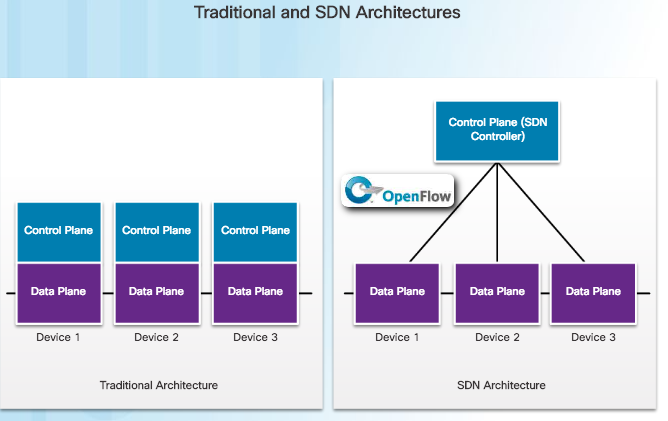 Traditional and SDN Architectures
Control Plane
Control Plane
Control Plane
Data Plane
Data Plane
Data Plane
Device 1
Device 2
Device 3
Traditional Architecture
Control Plane (SDN
Controller)
OpenFlow
Data Plane
Data Plane
Data Plane
Device 1
Device 2
Device 3
SDN Architecture